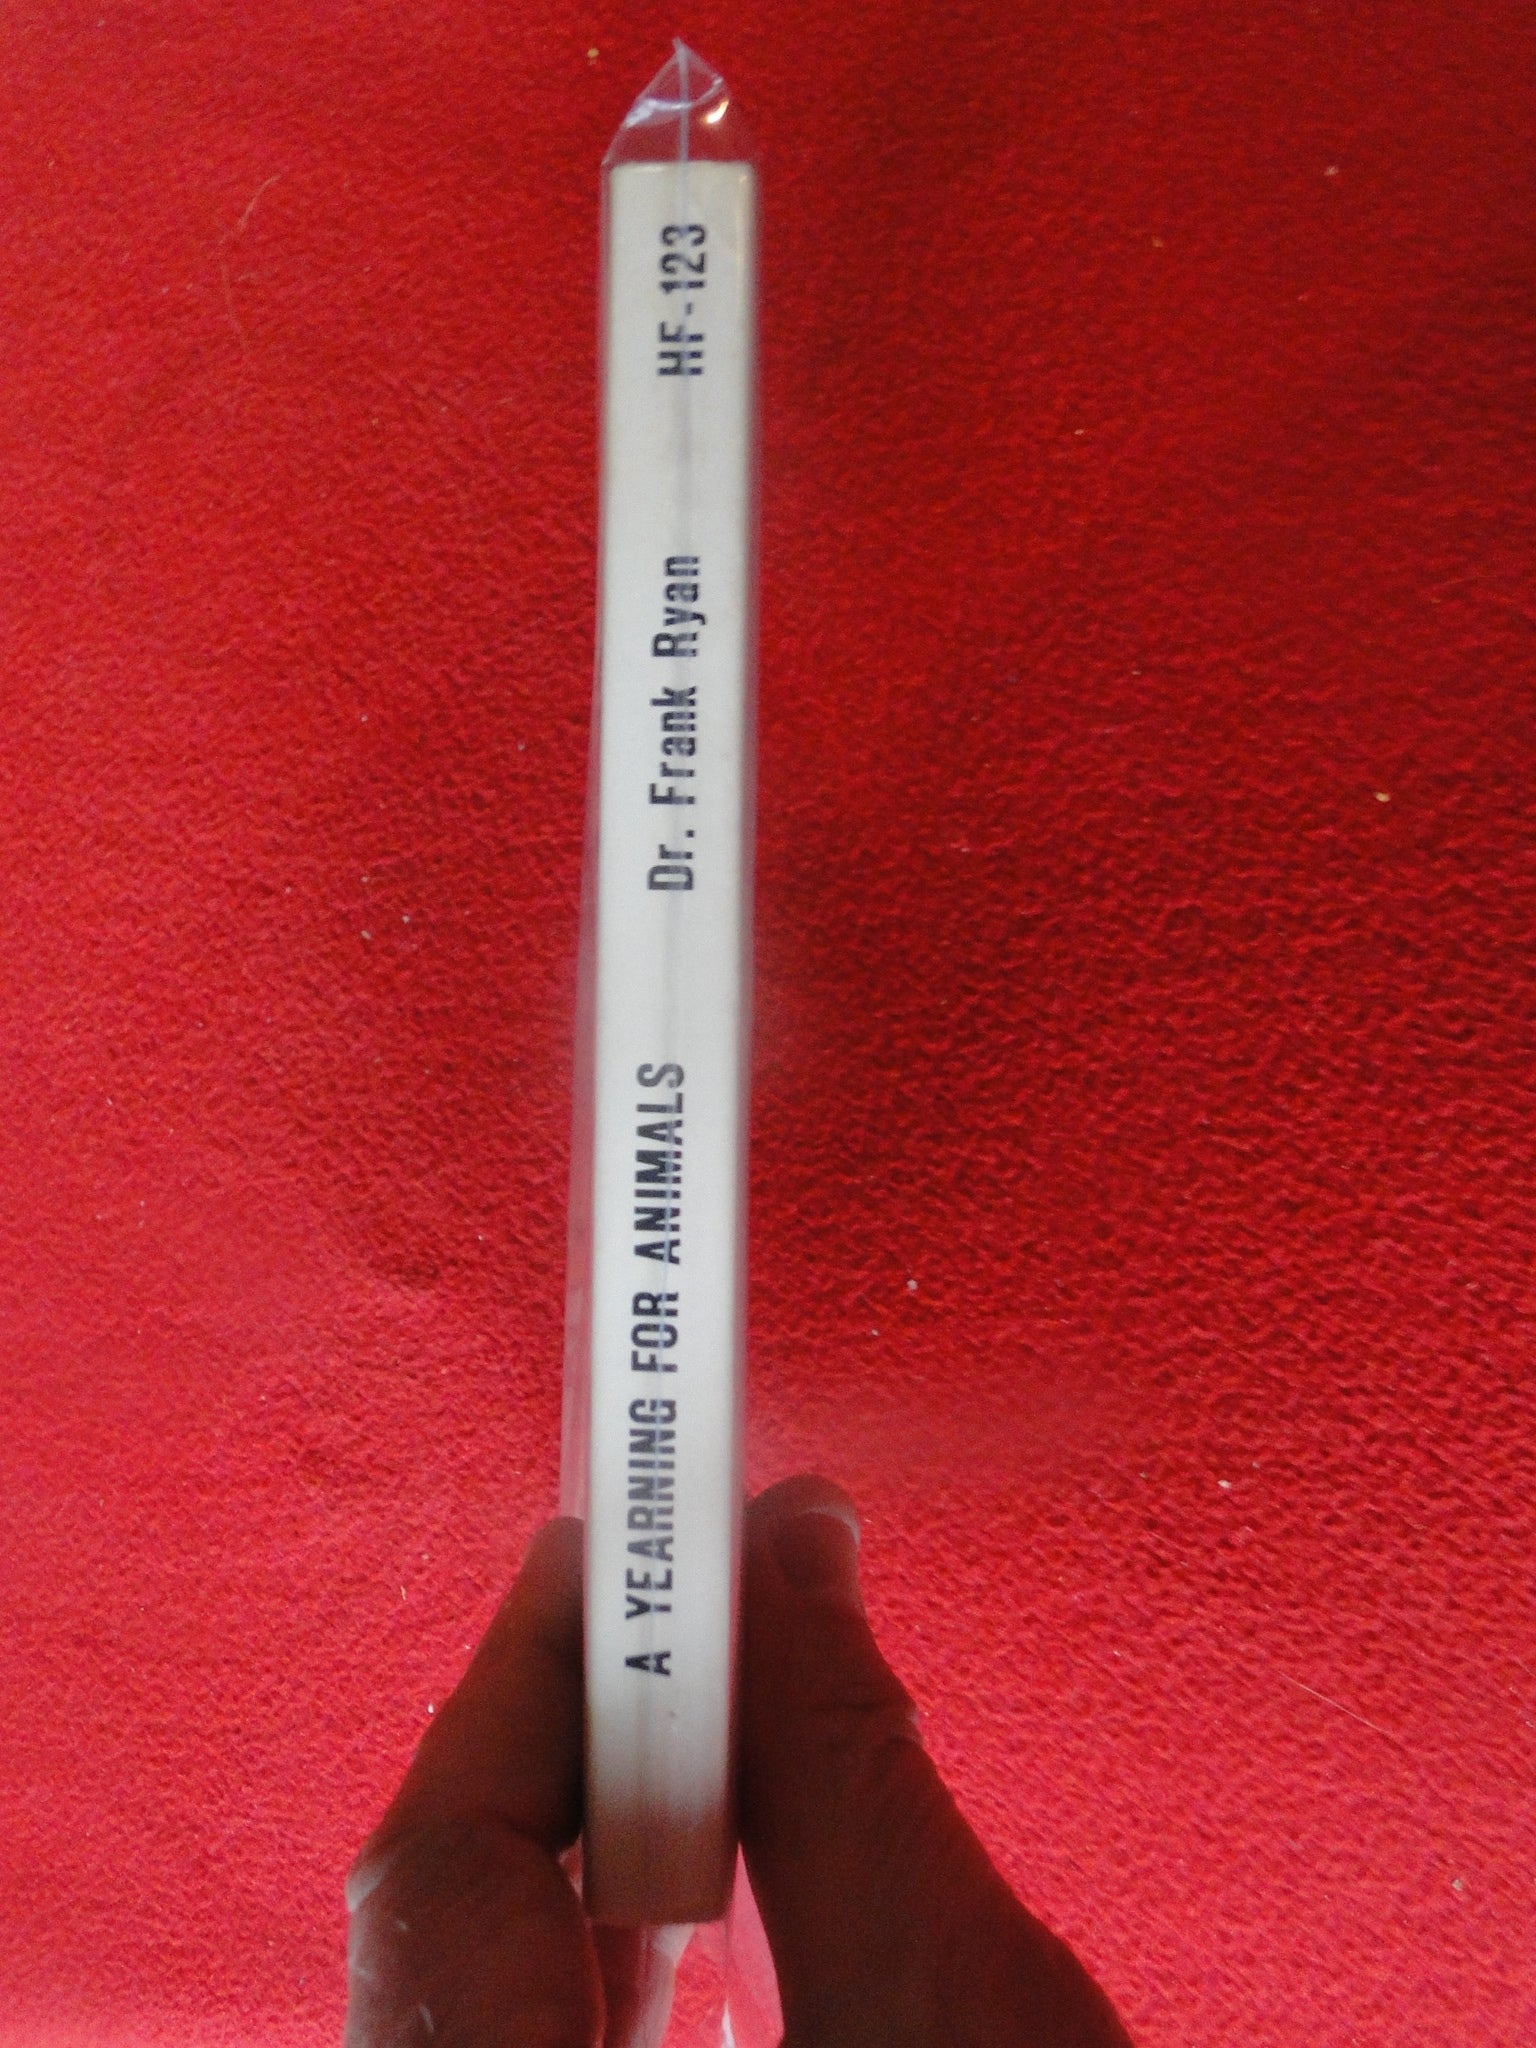 A YEARNING FOR ANIMALS Dr. Frank Ryan HF-123